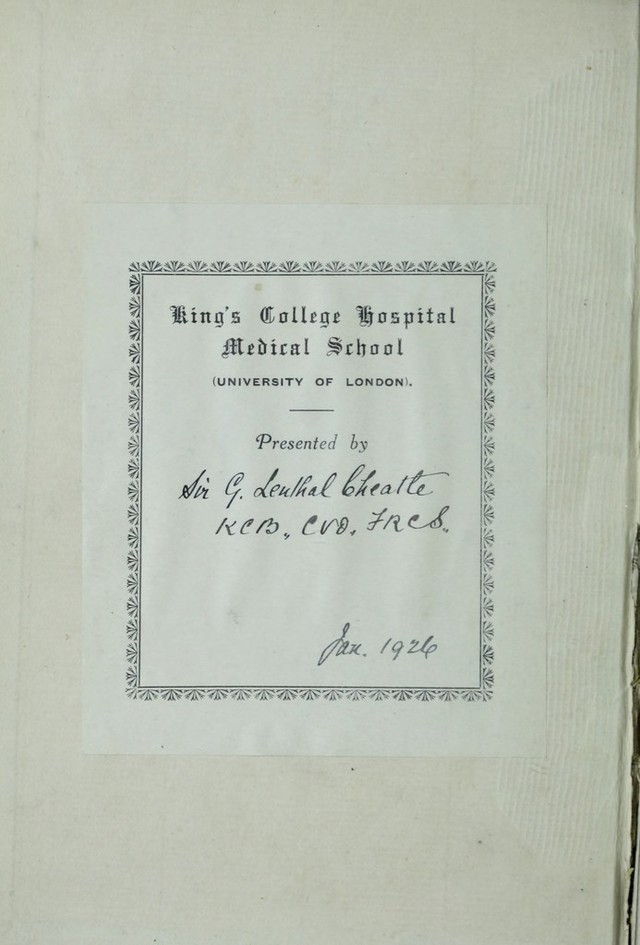 King's College Hospital
Medical School
(UNIVERSITY OF LONDON).
Presented by
Sir G. Lenthal Cheatle
KCB., CVO, FRCS.,
Jan. 1926